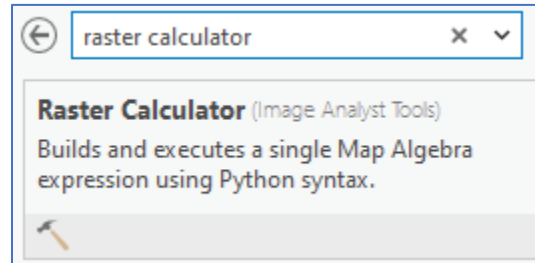 raster calculator
Raster Calculator (Image Analyst Tools)
Builds and executes a single Map Algebra
expression using Python syntax.